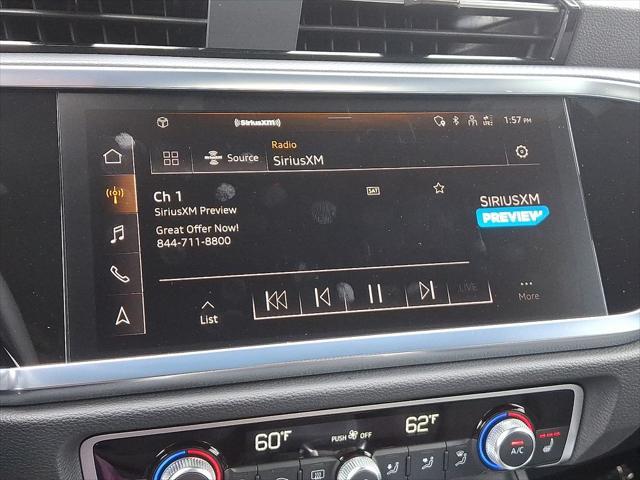 ((SiriusXM)) LTE 1:57 PM
Radio
Source SiriusXM
Ch 1 SAT
SiriusXM Preview
Great Offer Now!
844-711-8800
SIRIUSXM
PREVIEW
List LIVE More
60°F PUSH OFF 62°F
A/C